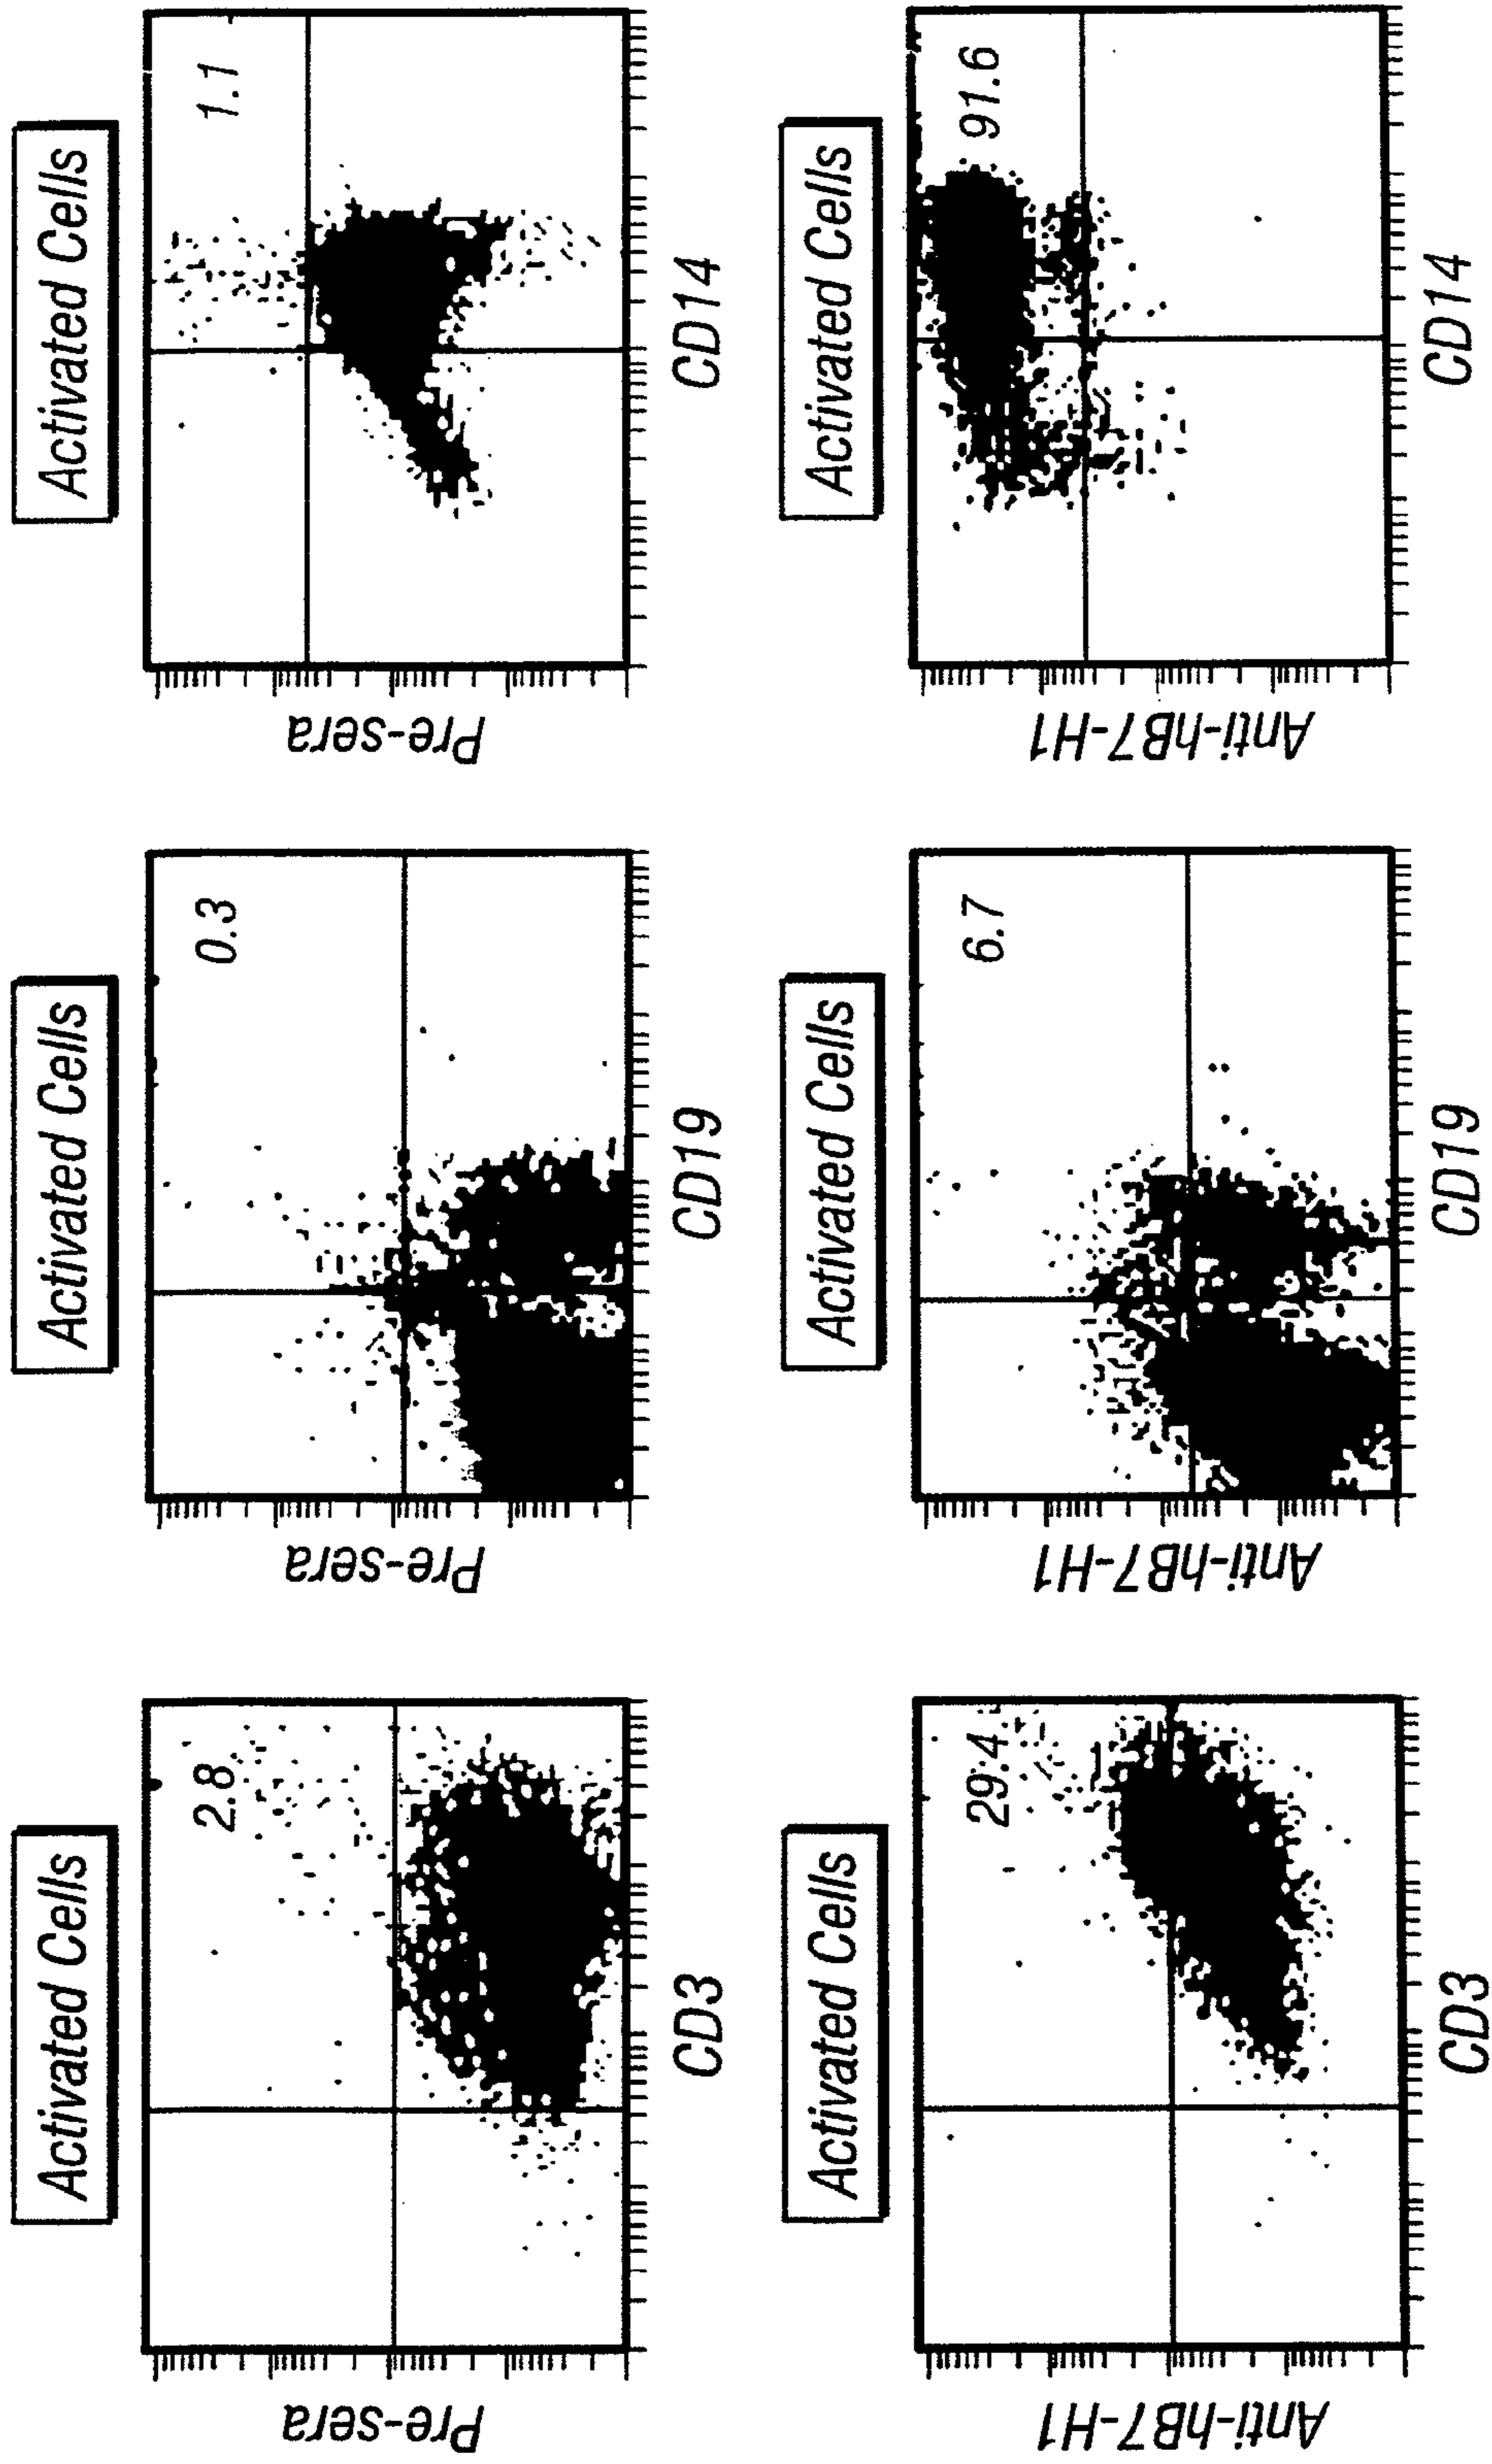 Activated Cells
Activated Cells
Activated Cells
2.8
0.3
1.1
Pre-sera
Pre-sera
Pre-sera
CD3
CD19
CD14
Activated Cells
Activated Cells
Activated Cells
29.4
6.7
91.6
Anti-hB7-H1
Anti-hB7-H1
Anti-hB7-H1
CD3
CD19
CD14